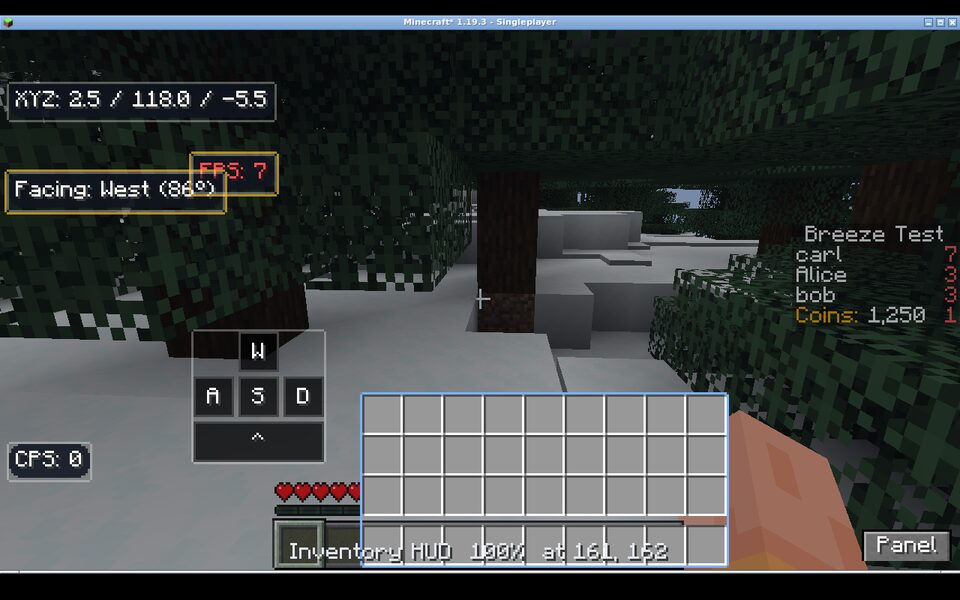 Minecraft* 1.19.3 - Singleplayer
XYZ: 2.5 / 118.0 / -5.5
FPS: 7
Facing: West (86º)
Breeze Test
carl 7
Alice 3
bob 3
Coins: 1,250 1
W
A S D
^
CPS: 0
Inventory HUD 100% at 161, 162
Panel